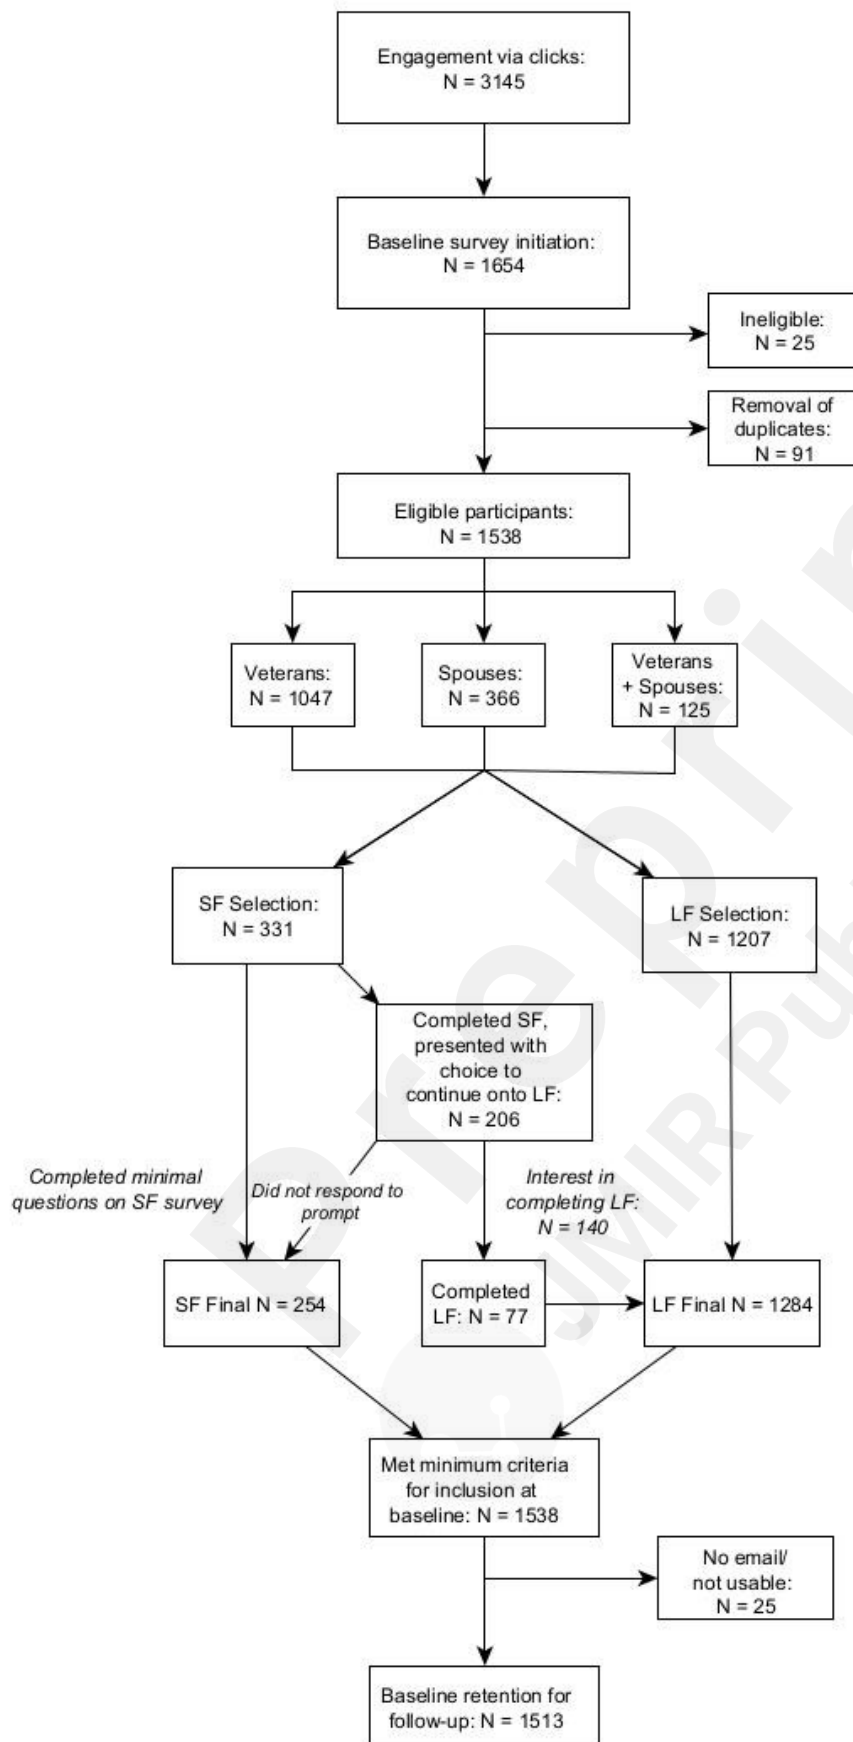 Engagement via clicks:
N = 3145
Baseline survey initiation:
N = 1654
Ineligible:
N = 25
Removal of
duplicates:
N = 91
Eligible participants:
N = 1538
Veterans:
N = 1047
Spouses:
N = 366
Veterans
+ Spouses:
N = 125
SF Selection:
N = 331
LF Selection:
N = 1207
Completed SF,
presented with
choice to
continue onto LF:
N = 206
Completed minimal
questions on SF survey
Did not respond to
prompt
Interest in
completing LF:
N = 140
SF Final N = 254
Completed
LF: N = 77
LF Final N = 1284
Met minimum criteria
for inclusion at
baseline: N = 1538
No email/
not usable:
N = 25
Baseline retention for
follow-up: N = 1513
Prepri
JMIR Pub